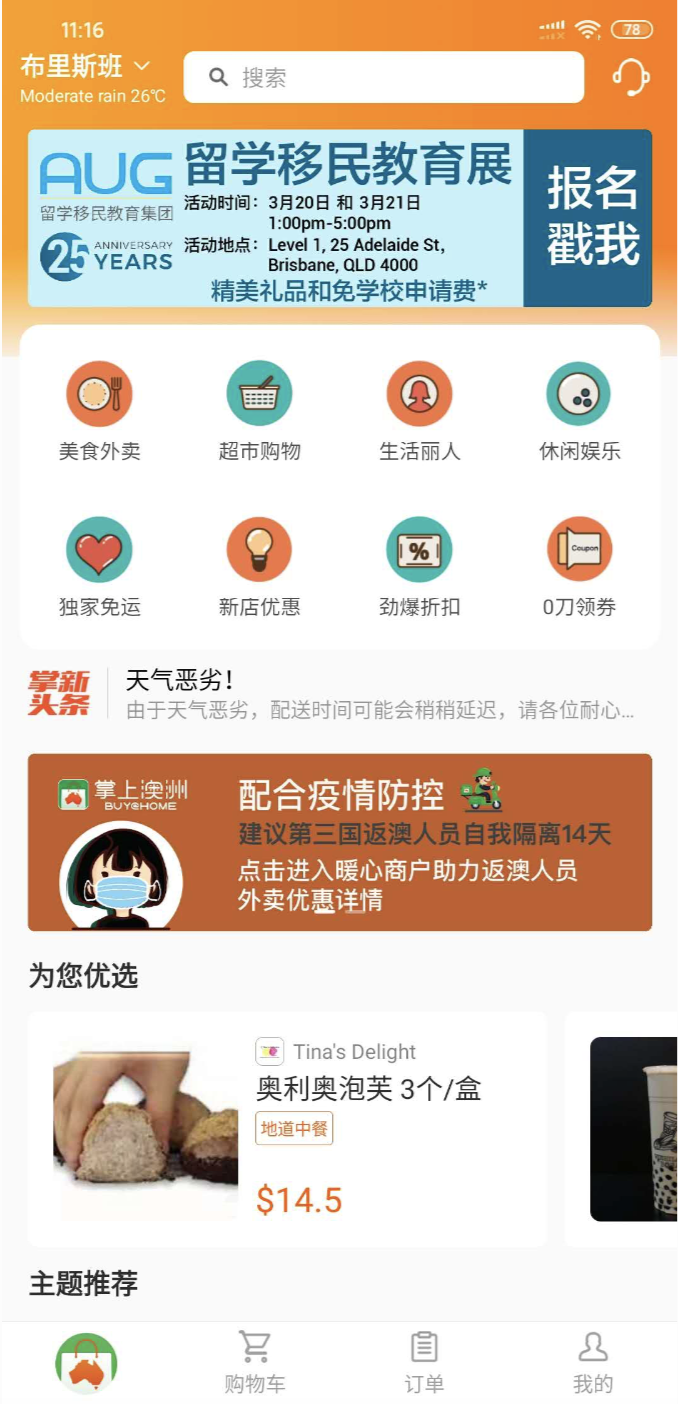 11:16
78
布里斯班
搜索
Moderate rain 26℃
AUG
留学移民教育集团
25 ANNIVERSARY
YEARS
留学移民教育展
活动时间：3月20日 和 3月21日
1:00pm-5:00pm
活动地点：Level 1, 25 Adelaide St,
Brisbane, QLD 4000
精美礼品和免学校申请费*
报名
戳我
美食外卖
超市购物
生活丽人
休闲娱乐
%
Coupon
独家免运
新店优惠
劲爆折扣
0刀领券
掌新
头条
天气恶劣！
由于天气恶劣，配送时间可能会稍稍延迟，请各位耐心...
掌上澳洲
BUY@HOME
配合疫情防控
建议第三国返澳人员自我隔离14天
点击进入暖心商户助力返澳人员
外卖优惠详情
为您优选
Tina's Delight
奥利奥泡芙 3个/盒
地道中餐
$14.5
主题推荐
购物车
订单
我的